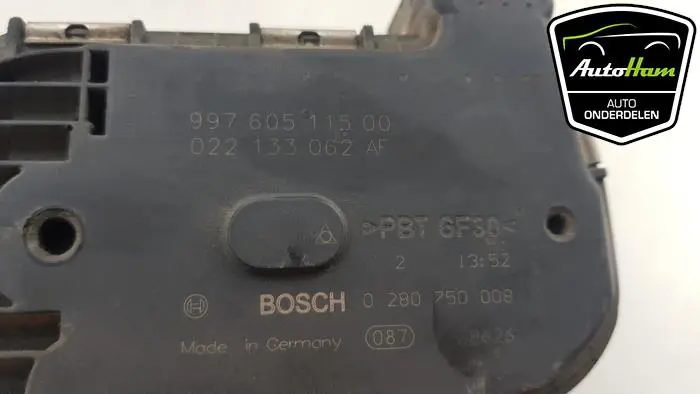 AutoHam
AUTO
ONDERDELEN
997 605 115 00
022 133 062 AF
>PBT GF30<
2 13:52
BOSCH 0 280 750 008
Made in Germany 087